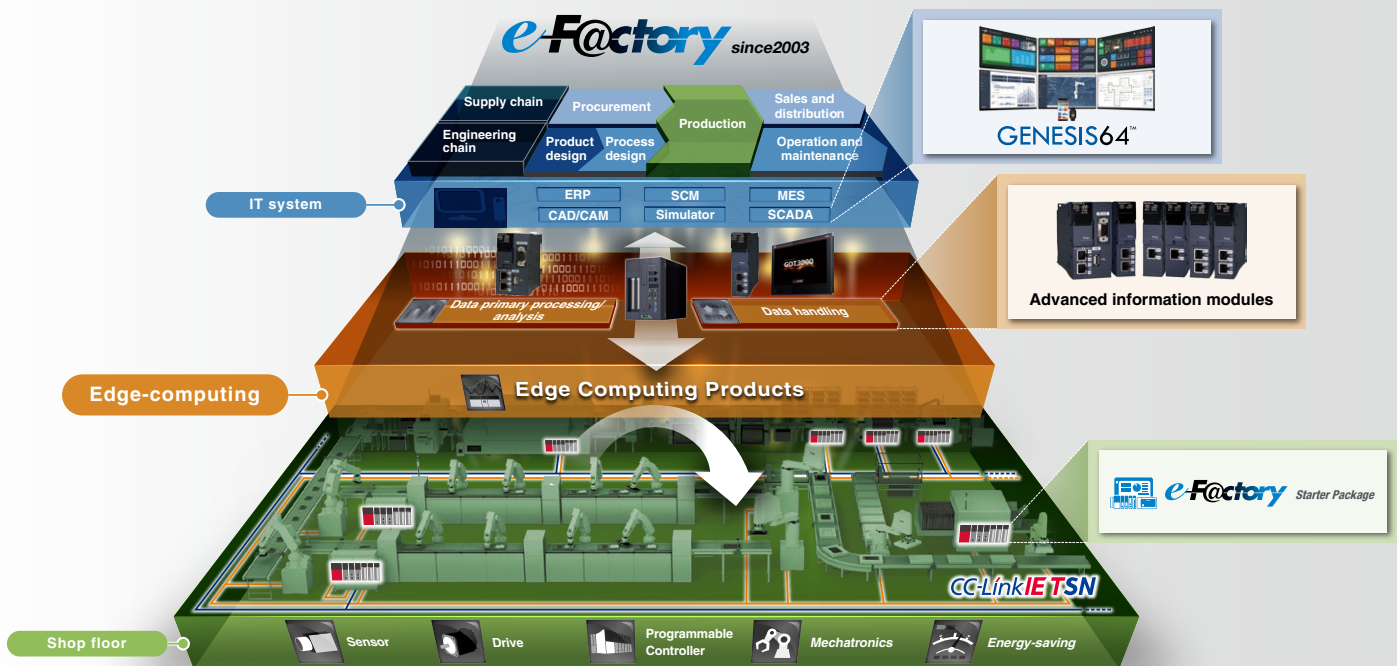 e-F@ctory since2003
Supply chain
Procurement
Production
Sales and
distribution
Engineering
chain
Product
design
Process
design
Operation and
maintenance
GENESIS64™
IT system
ERP
SCM
MES
CAD/CAM
Simulator
SCADA
GOT3000
Data primary processing/
analysis
Data handling
Advanced information modules
Edge-computing
Edge Computing Products
e-F@ctory Starter Package
CC-Link IE TSN
Shop floor
Sensor
Drive
Programmable
Controller
Mechatronics
Energy-saving